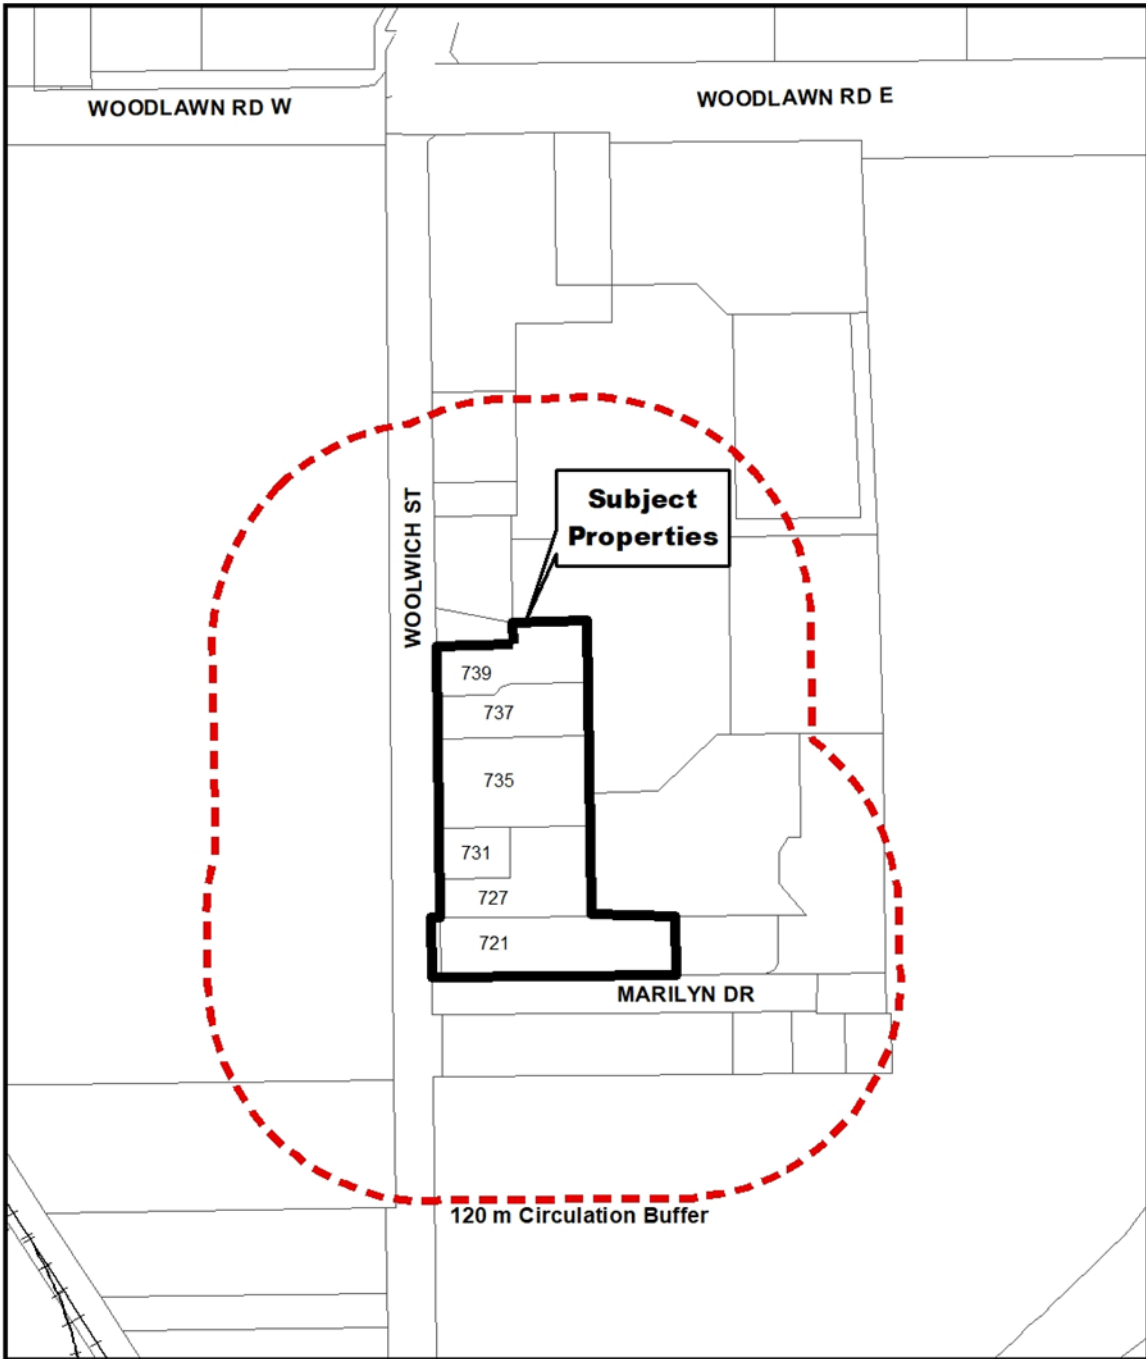 WOODLAWN RD W
WOODLAWN RD E
WOOLWICH ST
Subject
Properties
739
737
735
731
727
721
MARILYN DR
120 m Circulation Buffer